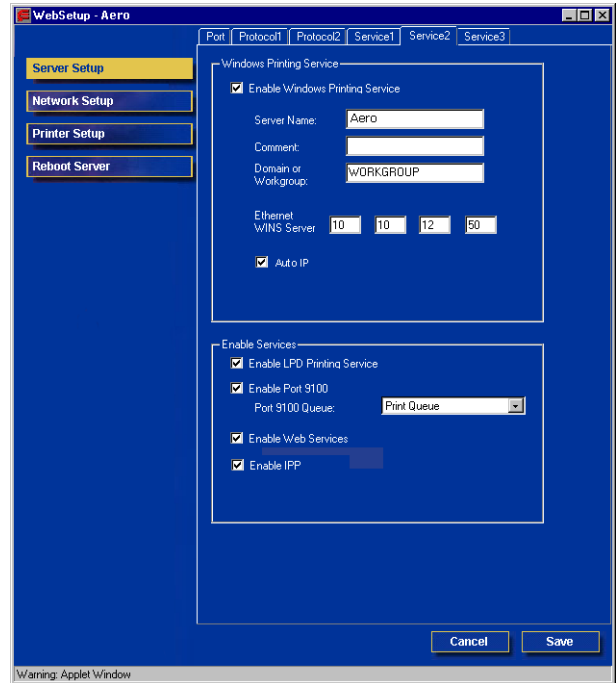 WebSetup - Aero
Port Protocol1 Protocol2 Service1 Service2 Service3
Server Setup
Network Setup
Printer Setup
Reboot Server
Windows Printing Service
Enable Windows Printing Service
Server Name: Aero
Comment:
Domain or
Workgroup: WORKGROUP
Ethernet
WINS Server 10 10 12 50
Auto IP
Enable Services
Enable LPD Printing Service
Enable Port 9100
Port 9100 Queue: Print Queue
Enable Web Services
Enable IPP
Cancel Save
Warning: Applet Window